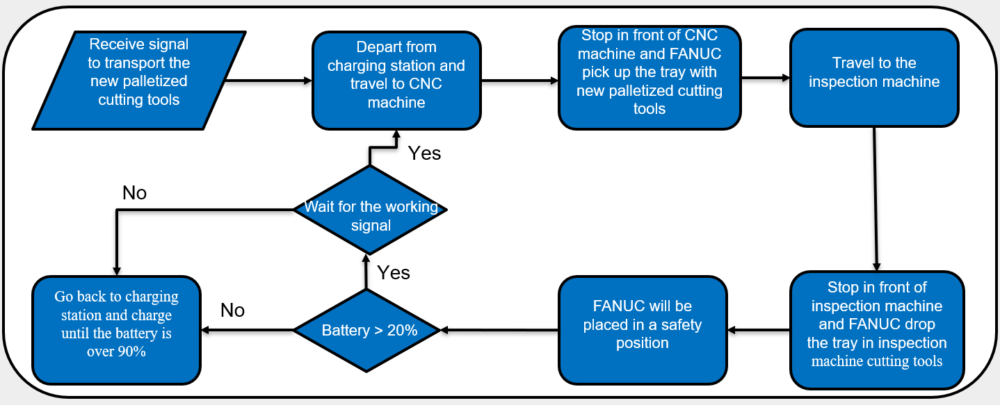 Receive signal
to transport the
new palletized
cutting tools
Depart from
charging station and
travel to CNC
machine
Stop in front of CNC
machine and FANUC
pick up the tray with
new palletized cutting
tools
Travel to the
inspection machine
Yes
No
Wait for the working
signal
Yes
Go back to charging
station and charge
until the battery is
over 90%
No
Battery > 20%
FANUC will be
placed in a safety
position
Stop in front of
inspection machine
and FANUC drop
the tray in inspection
machine cutting tools